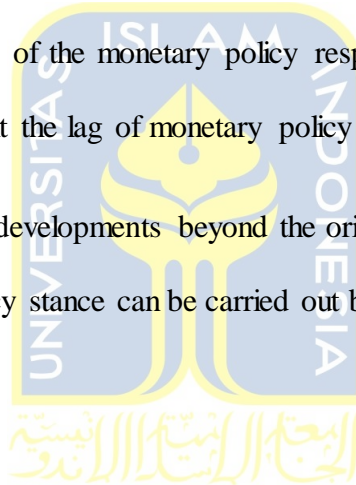 of the monetary policy resp
ISLAM
t the lag of monetary policy
UNIVERSITAS
INDONESIA
developments beyond the ori
cy stance can be carried out b